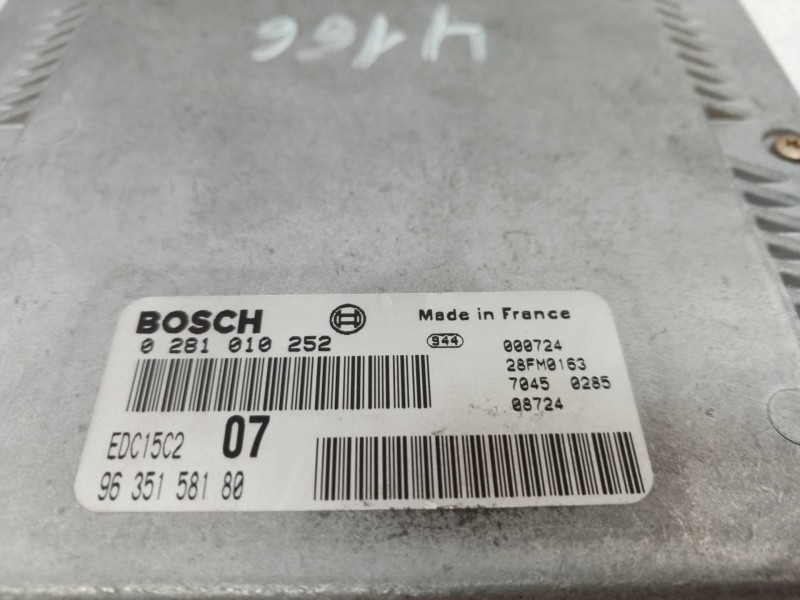 4166
BOSCH
Made in France
0 281 010 252
944
000724
28FM0163
7045 0285
08724
EDC15C2 07
96 351 581 80